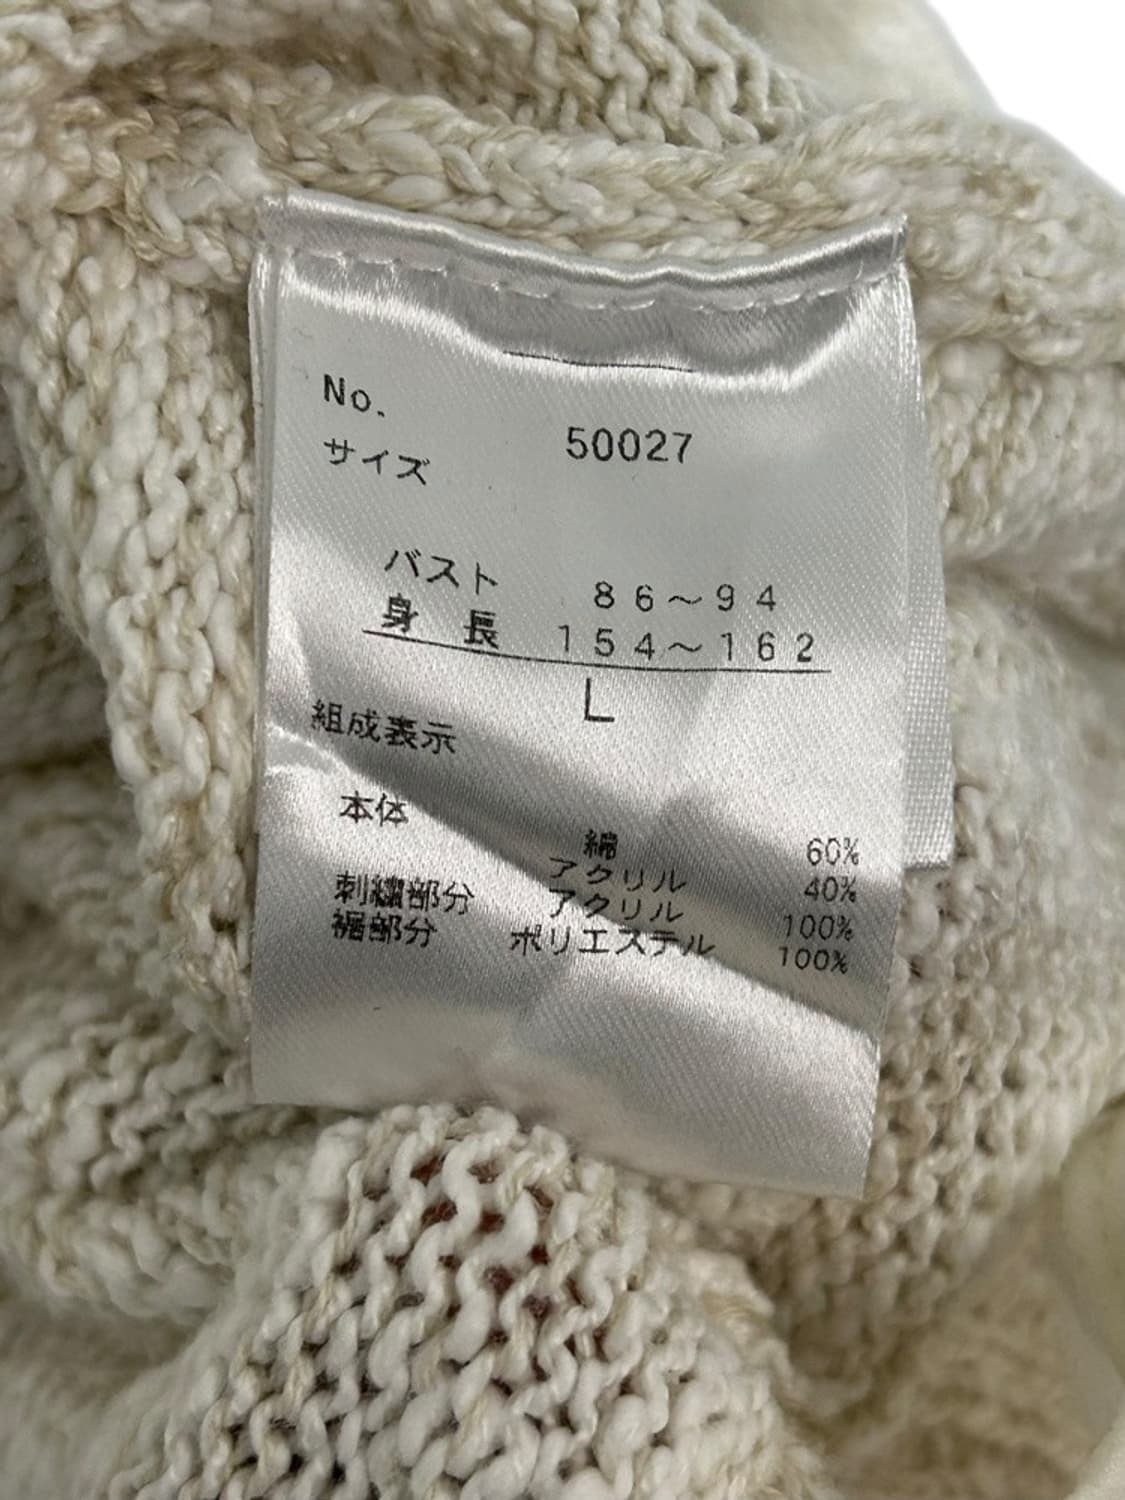 No. 50027
サイズ
バスト 86～94
身 長 154～162
L
組成表示
本体 綿 60%
アクリル 40%
刺繍部分 アクリル 100%
裾部分 ポリエステル 100%